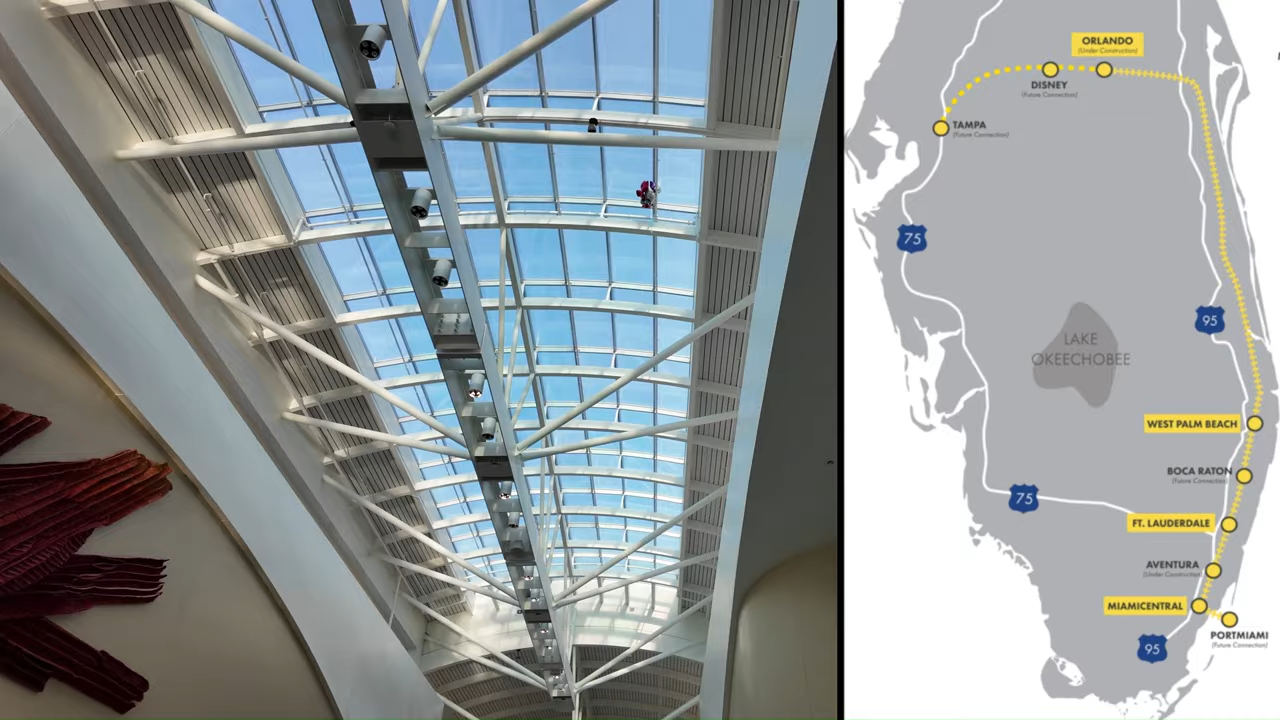 ORLANDO
(Under Construction)
DISNEY
(Future Connection)
TAMPA
(Future Connection)
75
95
LAKE
OKEECHOBEE
WEST PALM BEACH
BOCA RATON
(Future Connection)
75
FT. LAUDERDALE
AVENTURA
(Under Construction)
MIAMICENTRAL
PORTMIAMI
(Future Connection)
95